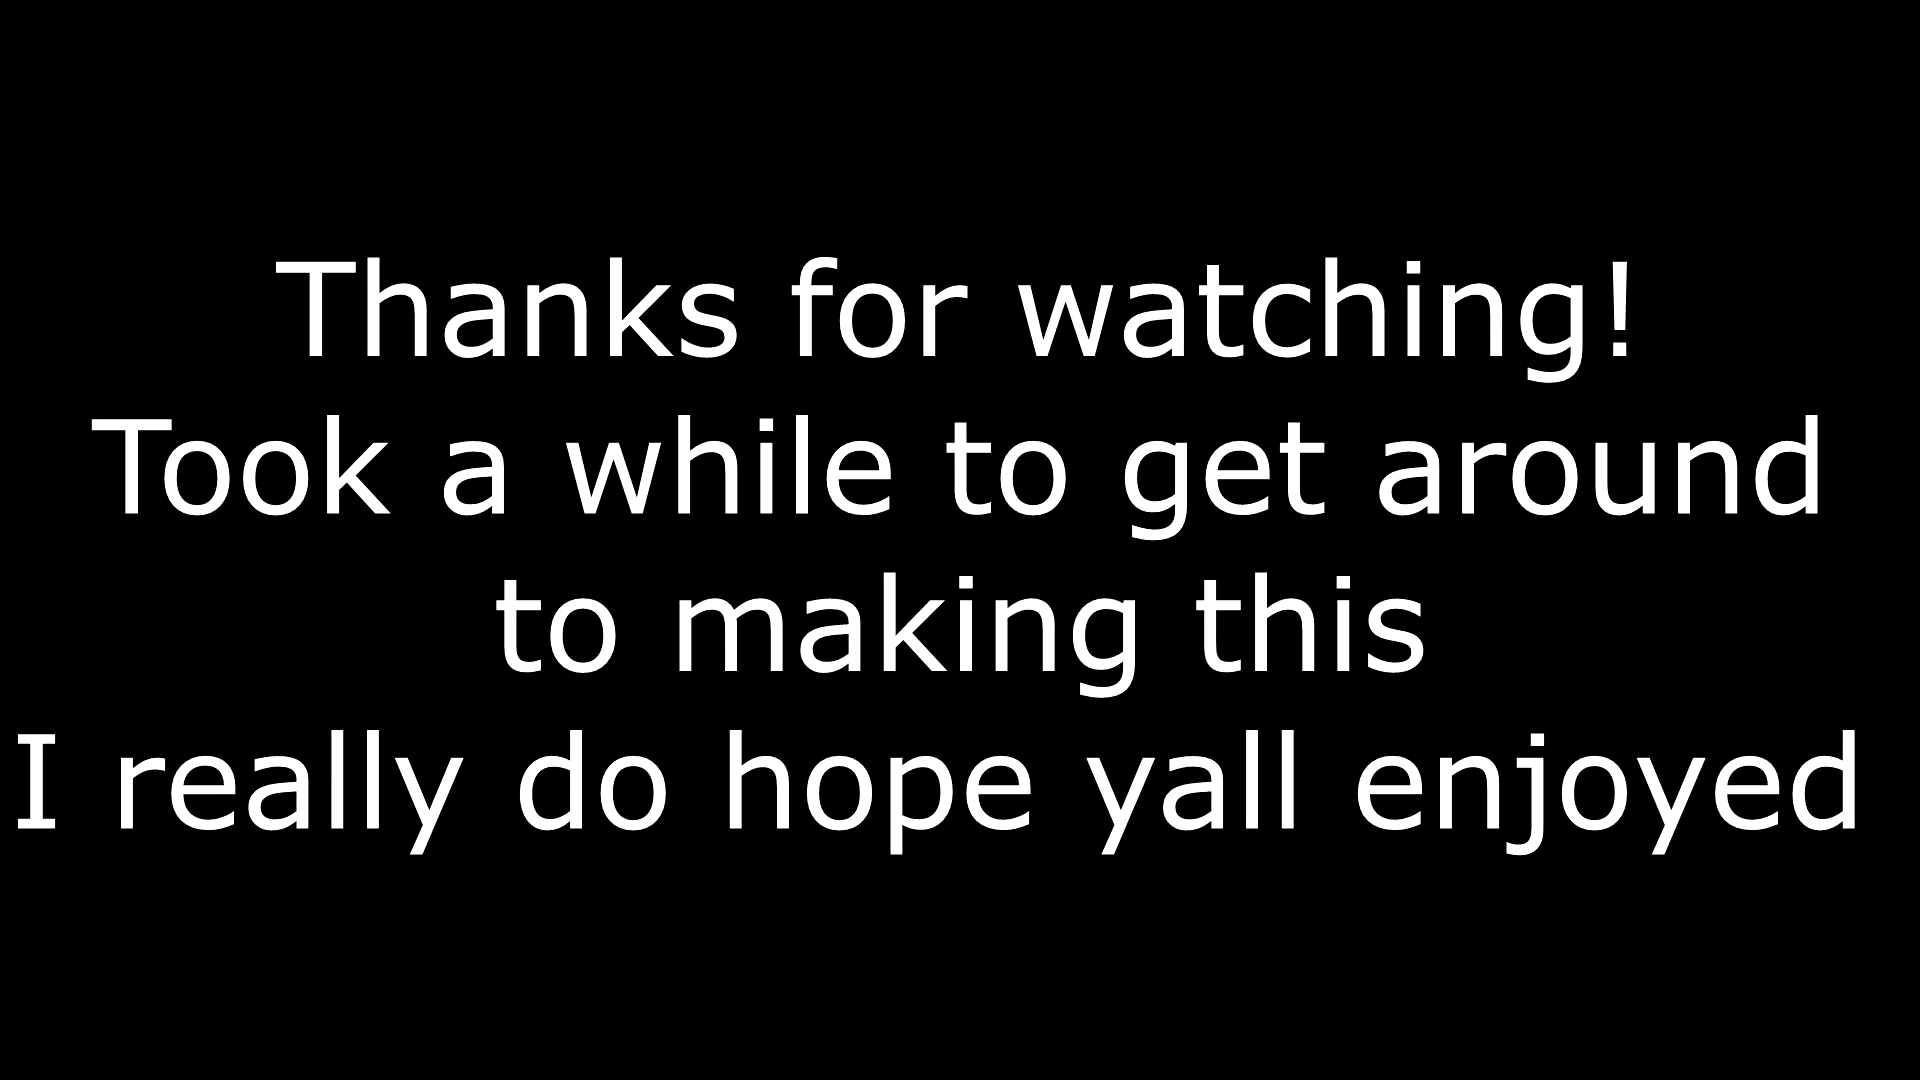 Thanks for watching!
Took a while to get around
to making this
I really do hope yall enjoyed